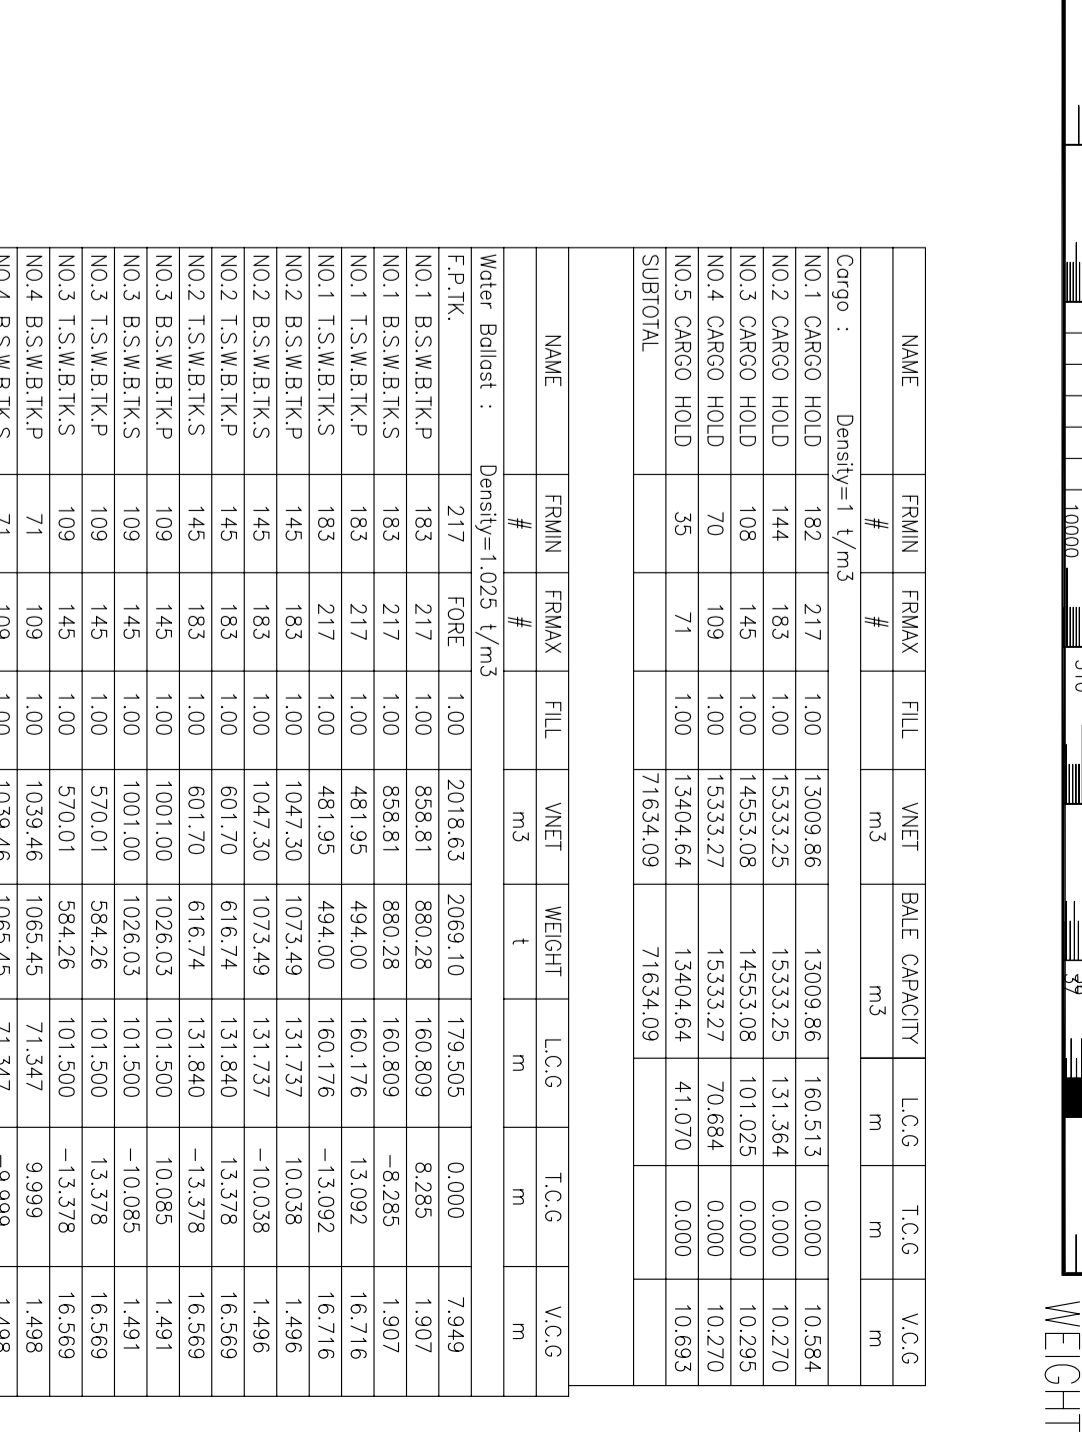 WEIGHT
10000
NAME FRMIN FRMAX FILL VNET BALE CAPACITY L.C.G T.C.G V.C.G
# # m3 m3 m m m
Cargo : Density=1 t/m3
NO.1 CARGO HOLD 182 217 1.00 13009.86 13009.86 160.513 0.000 10.584
NO.2 CARGO HOLD 144 183 1.00 15333.25 15333.25 131.364 0.000 10.270
NO.3 CARGO HOLD 108 145 1.00 14553.08 14553.08 101.025 0.000 10.295
NO.4 CARGO HOLD 70 109 1.00 15333.27 15333.27 70.684 0.000 10.270
NO.5 CARGO HOLD 35 71 1.00 13404.64 13404.64 41.070 0.000 10.693
SUBTOTAL 71634.09 71634.09
NAME FRMIN FRMAX FILL VNET WEIGHT L.C.G T.C.G V.C.G
# # m3 t m m m
Water Ballast : Density=1.025 t/m3
F.P.TK. 217 FORE 1.00 2018.63 2069.10 179.505 0.000 7.949
NO.1 B.S.W.B.TK.P 183 217 1.00 858.81 880.28 160.809 8.285 1.907
NO.1 B.S.W.B.TK.S 183 217 1.00 858.81 880.28 160.809 -8.285 1.907
NO.1 T.S.W.B.TK.P 183 217 1.00 481.95 494.00 160.176 13.092 16.716
NO.1 T.S.W.B.TK.S 183 217 1.00 481.95 494.00 160.176 -13.092 16.716
NO.2 B.S.W.B.TK.P 145 183 1.00 1047.30 1073.49 131.737 10.038 1.496
NO.2 B.S.W.B.TK.S 145 183 1.00 1047.30 1073.49 131.737 -10.038 1.496
NO.2 T.S.W.B.TK.P 145 183 1.00 601.70 616.74 131.840 13.378 16.569
NO.2 T.S.W.B.TK.S 145 183 1.00 601.70 616.74 131.840 -13.378 16.569
NO.3 B.S.W.B.TK.P 109 145 1.00 1001.00 1026.03 101.500 10.085 1.491
NO.3 B.S.W.B.TK.S 109 145 1.00 1001.00 1026.03 101.500 -10.085 1.491
NO.3 T.S.W.B.TK.P 109 145 1.00 570.01 584.26 101.500 13.378 16.569
NO.3 T.S.W.B.TK.S 109 145 1.00 570.01 584.26 101.500 -13.378 16.569
NO.4 B.S.W.B.TK.P 71 109 1.00 1039.46 1065.45 71.347 9.999 1.498
NO.4 B.S.W.B.TK.S 71 109 1.00 1039.46 1065.45 71.347 -9.999 1.498